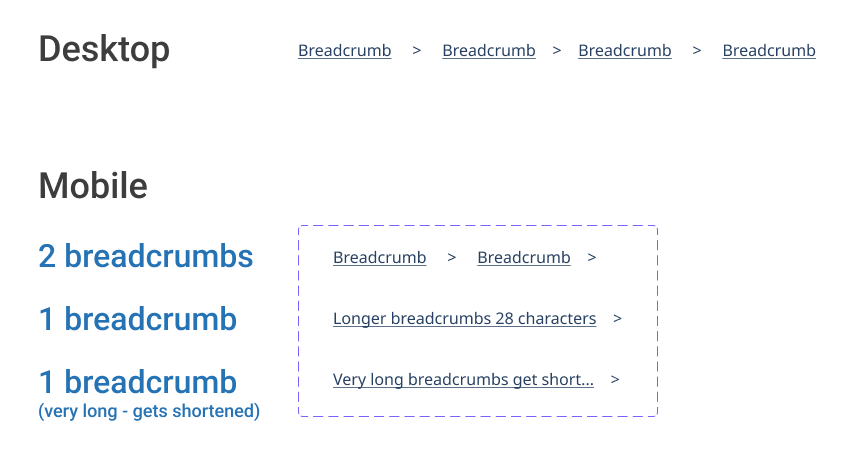 Desktop
Breadcrumb > Breadcrumb > Breadcrumb > Breadcrumb
Mobile
2 breadcrumbs
Breadcrumb > Breadcrumb >
1 breadcrumb
Longer breadcrumbs 28 characters >
1 breadcrumb
(very long - gets shortened)
Very long breadcrumbs get short... >